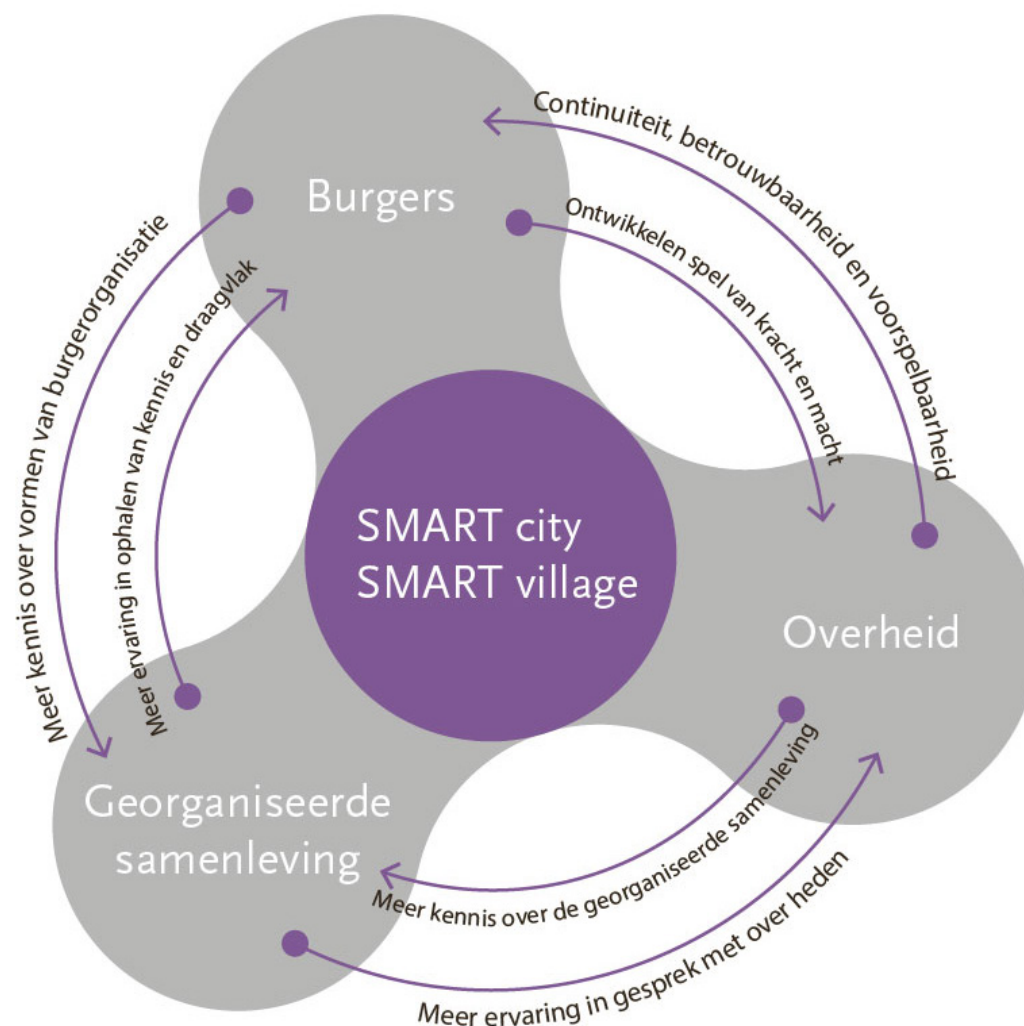 Continuiteit, betrouwbaarheid en voorspelbaarheid
Burgers
Ontwikkelen spel van kracht en macht
Meer kennis over vormen van burgerorganisatie
Meer ervaring in ophalen van kennis en draagvlak
SMART city
SMART village
Overheid
Georganiseerde
samenleving
Meer kennis over de georganiseerde samenleving
Meer ervaring in gesprek met over heden